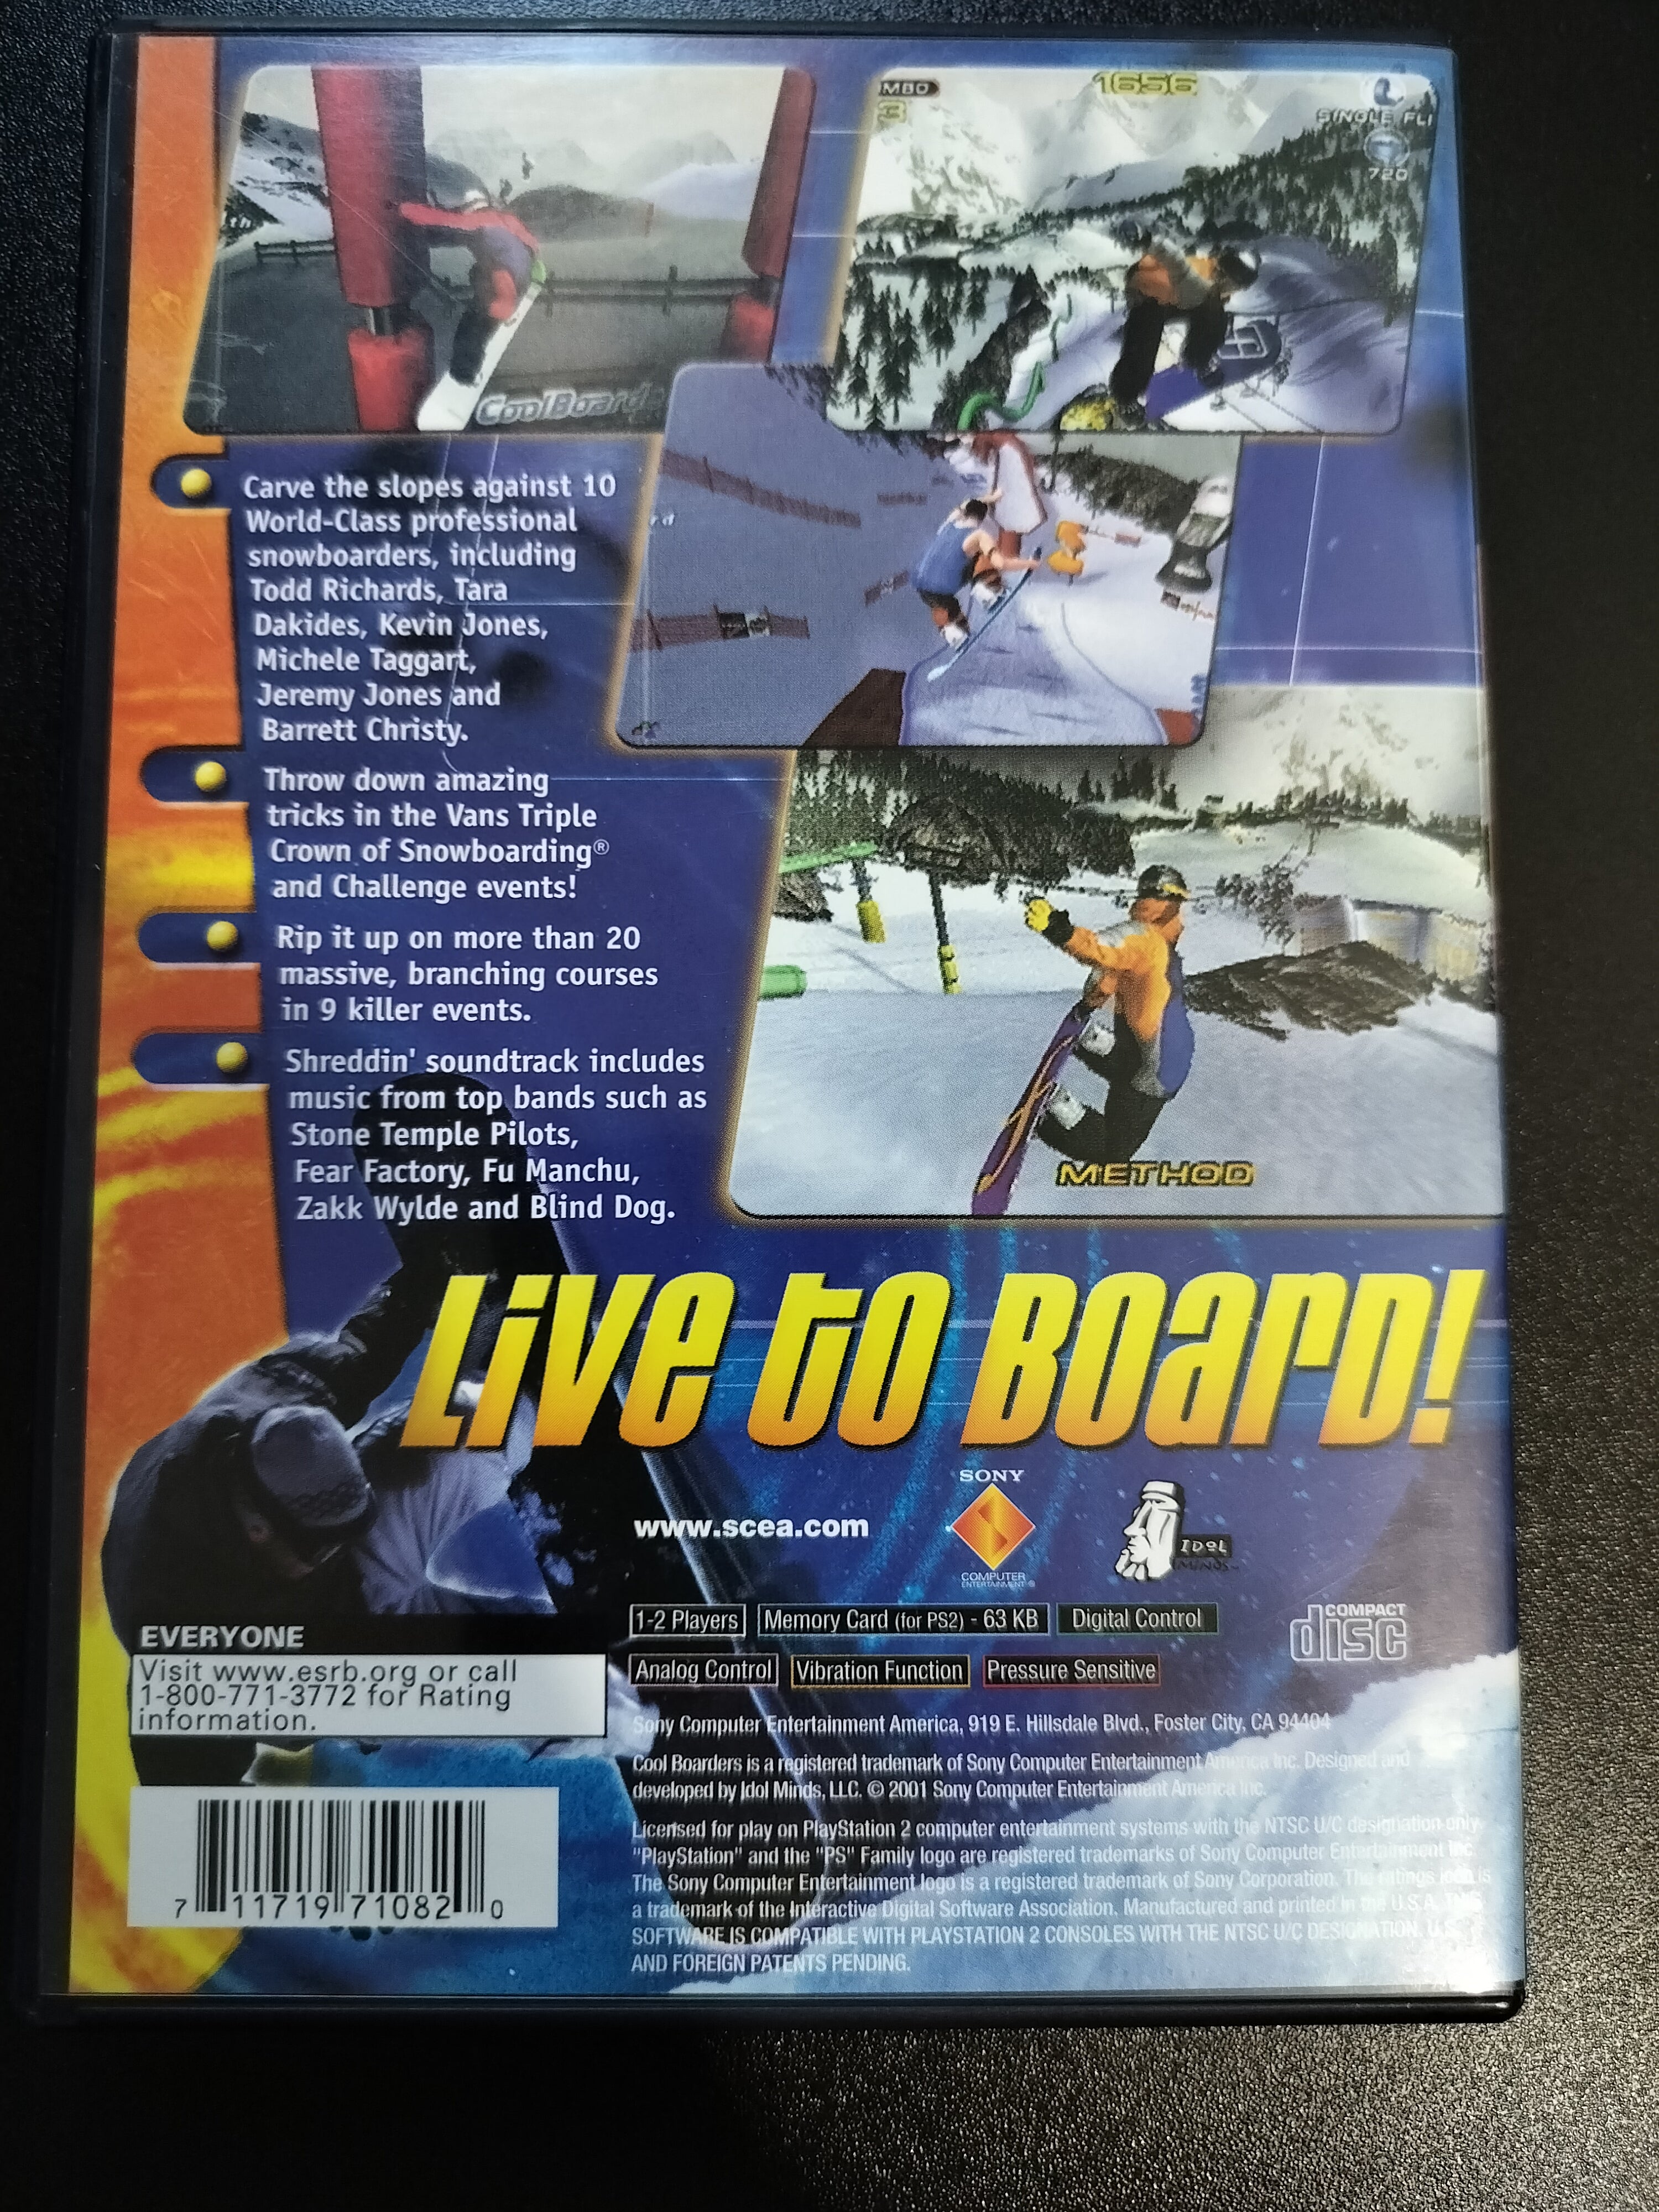 MBO
3
1656
SINGLE FLI
720
CoolBoard
Carve the slopes against 10
World-Class professional
snowboarders, including
Todd Richards, Tara
Dakides, Kevin Jones,
Michele Taggart,
Jeremy Jones and
Barrett Christy.
Throw down amazing
tricks in the Vans Triple
Crown of Snowboarding®
and Challenge events!
Rip it up on more than 20
massive, branching courses
in 9 killer events.
Shreddin' soundtrack includes
music from top bands such as
Stone Temple Pilots,
Fear Factory, Fu Manchu,
Zakk Wylde and Blind Dog.
METHOD
LiVe to BoarD!
www.scea.com
SONY
COMPUTER
ENTERTAINMENT®
IDOL
MINDS™
1-2 Players
Memory Card (for PS2) - 63 KB
Digital Control
Analog Control
Vibration Function
Pressure Sensitive
COMPACT
disc
EVERYONE
Visit www.esrb.org or call
1-800-771-3772 for Rating
information.
Sony Computer Entertainment America, 919 E. Hillsdale Blvd., Foster City, CA 94404
Cool Boarders is a registered trademark of Sony Computer Entertainment America Inc. Designed and
developed by Idol Minds, LLC. © 2001 Sony Computer Entertainment America Inc.
Licensed for play on PlayStation 2 computer entertainment systems with the NTSC U/C designation only.
"PlayStation" and the "PS" Family logo are registered trademarks of Sony Computer Entertainment Inc.
The Sony Computer Entertainment logo is a registered trademark of Sony Corporation. The ratings icon is
a trademark of the Interactive Digital Software Association. Manufactured and printed in the U.S.A. THIS
SOFTWARE IS COMPATIBLE WITH PLAYSTATION 2 CONSOLES WITH THE NTSC U/C DESIGNATION. U.S.
AND FOREIGN PATENTS PENDING.
7 11719 71082 0